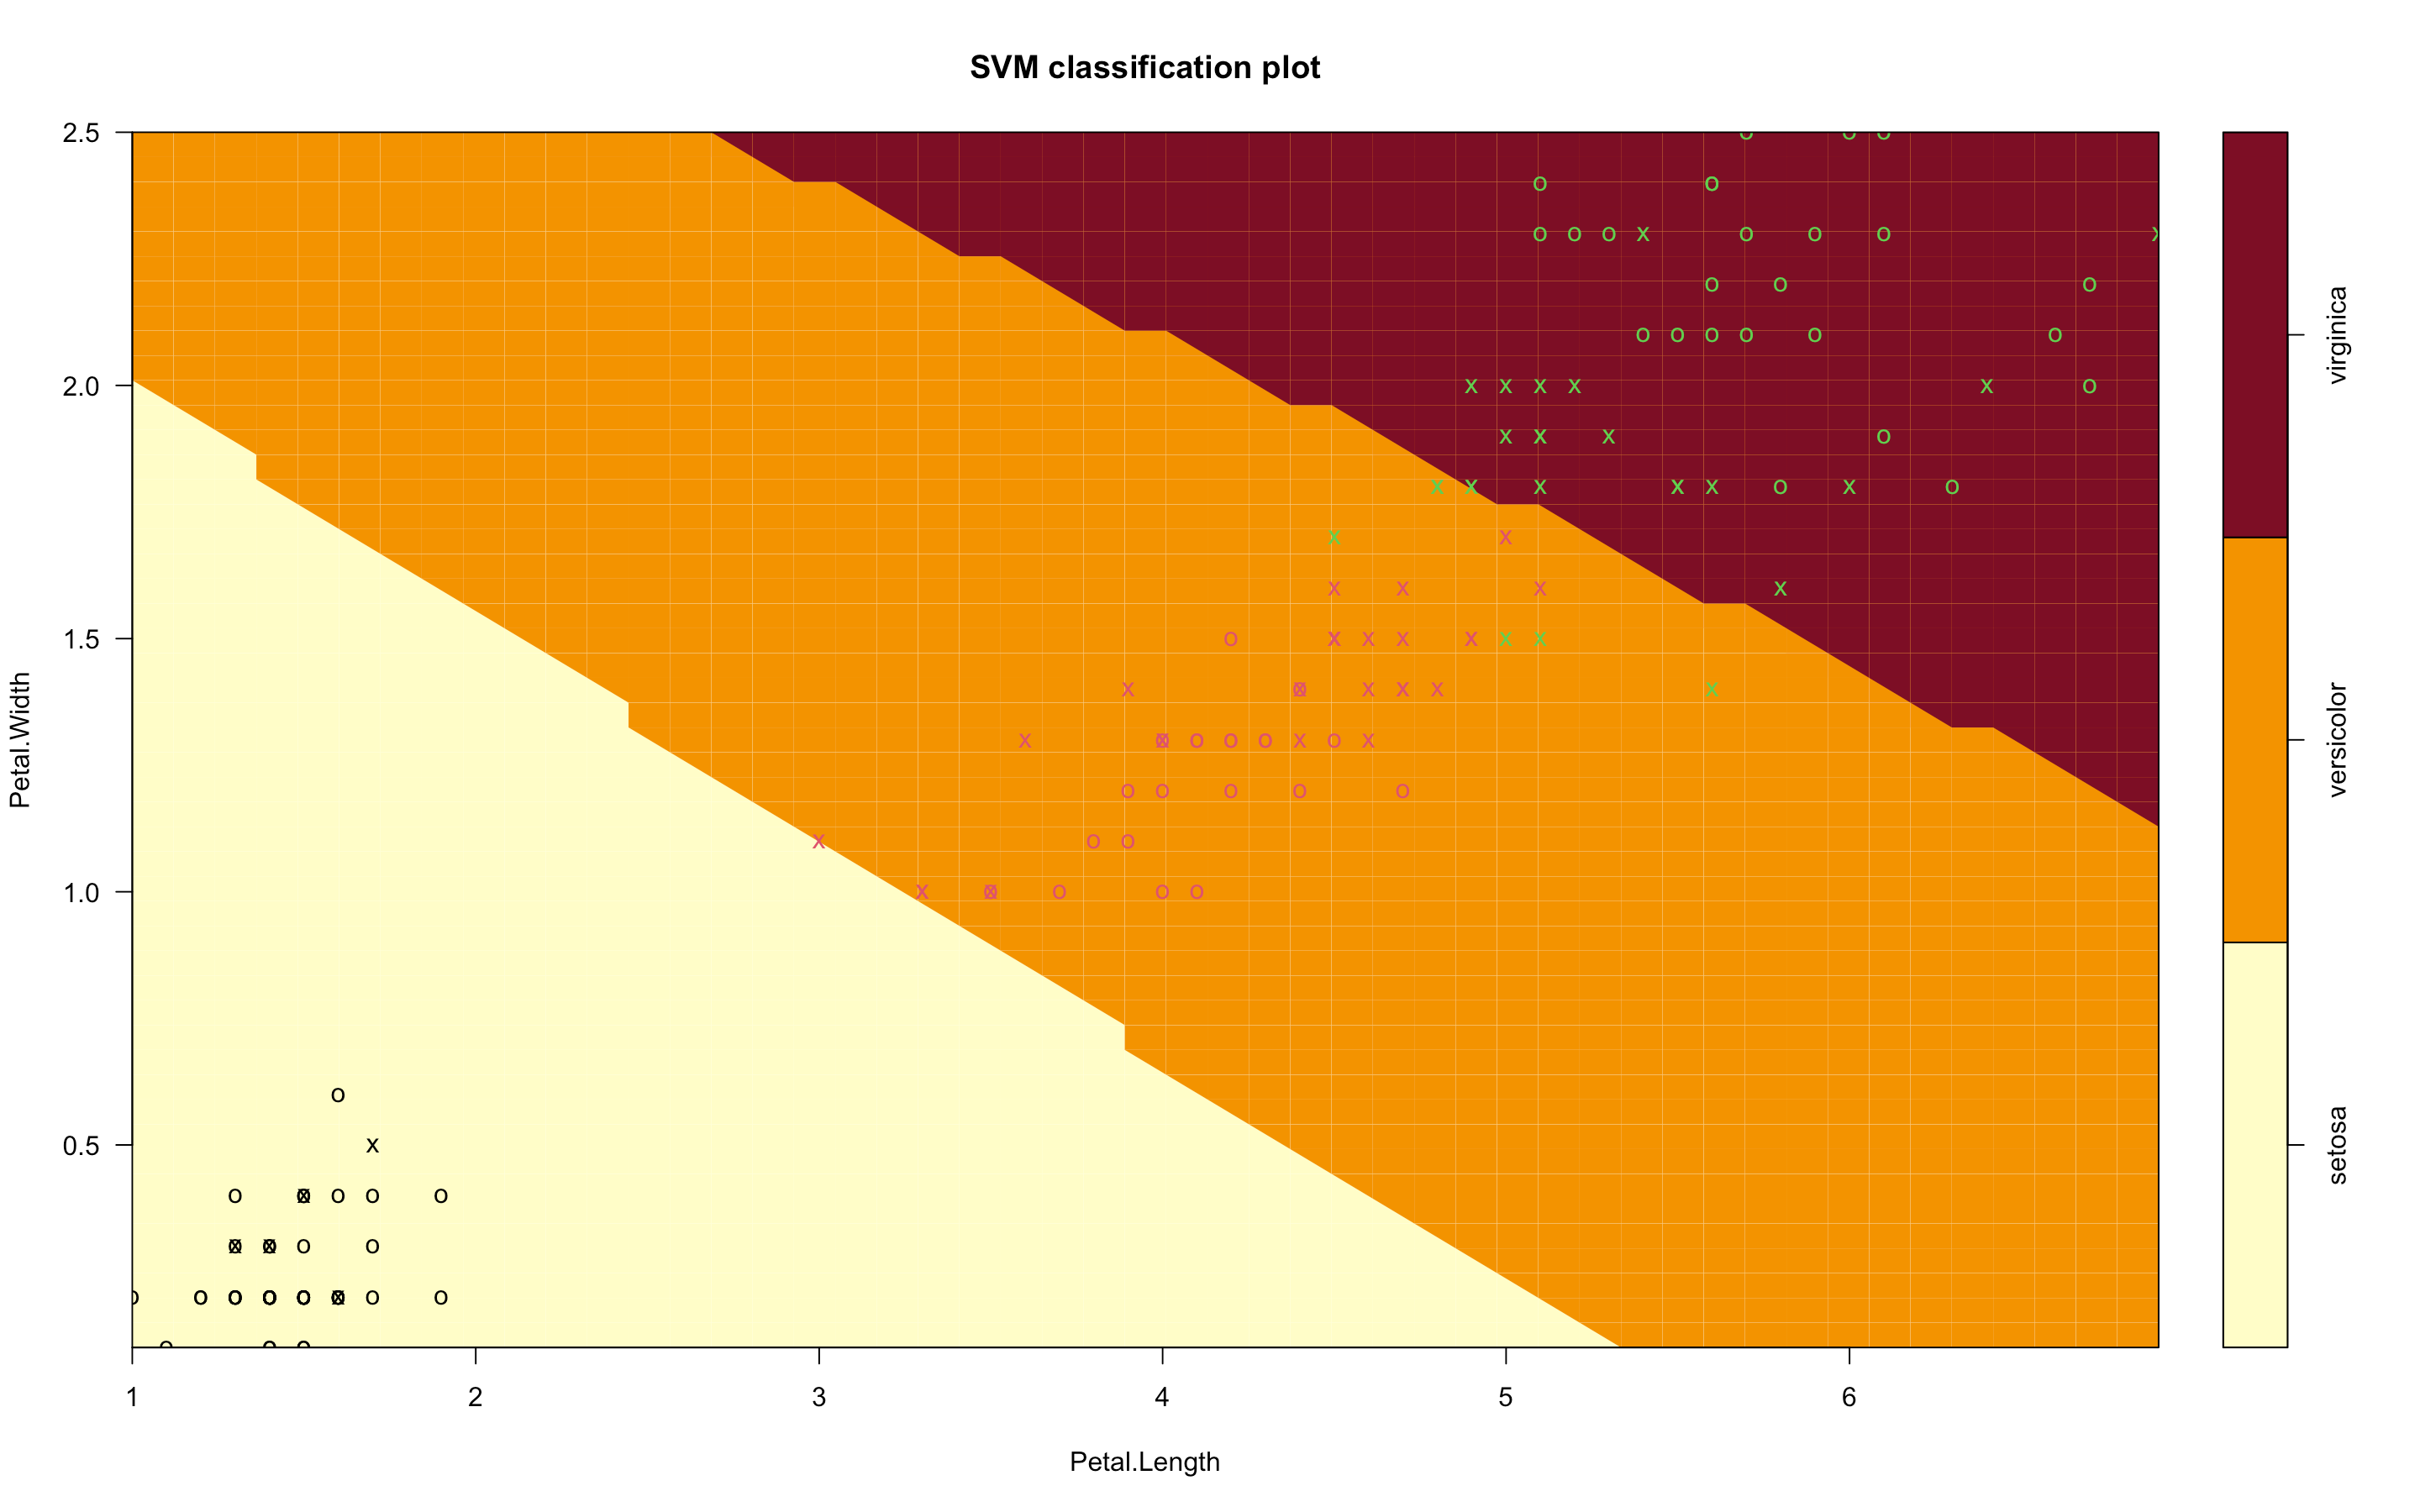 SVM classification plot
2.5
2.0
1.5
1.0
0.5
Petal.Width
1 2 3 4 5 6
Petal.Length
virginica
versicolor
setosa